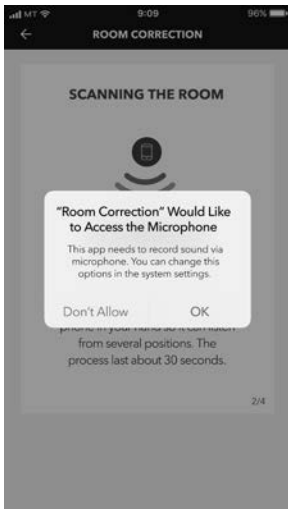 MT 9:09 96%
ROOM CORRECTION
SCANNING THE ROOM
“Room Correction” Would Like
to Access the Microphone
This app needs to record sound via
microphone. You can change this
options in the system settings.
Don’t Allow OK
phone in your hand so it can listen
from several positions. The
process last about 30 seconds.
2/4